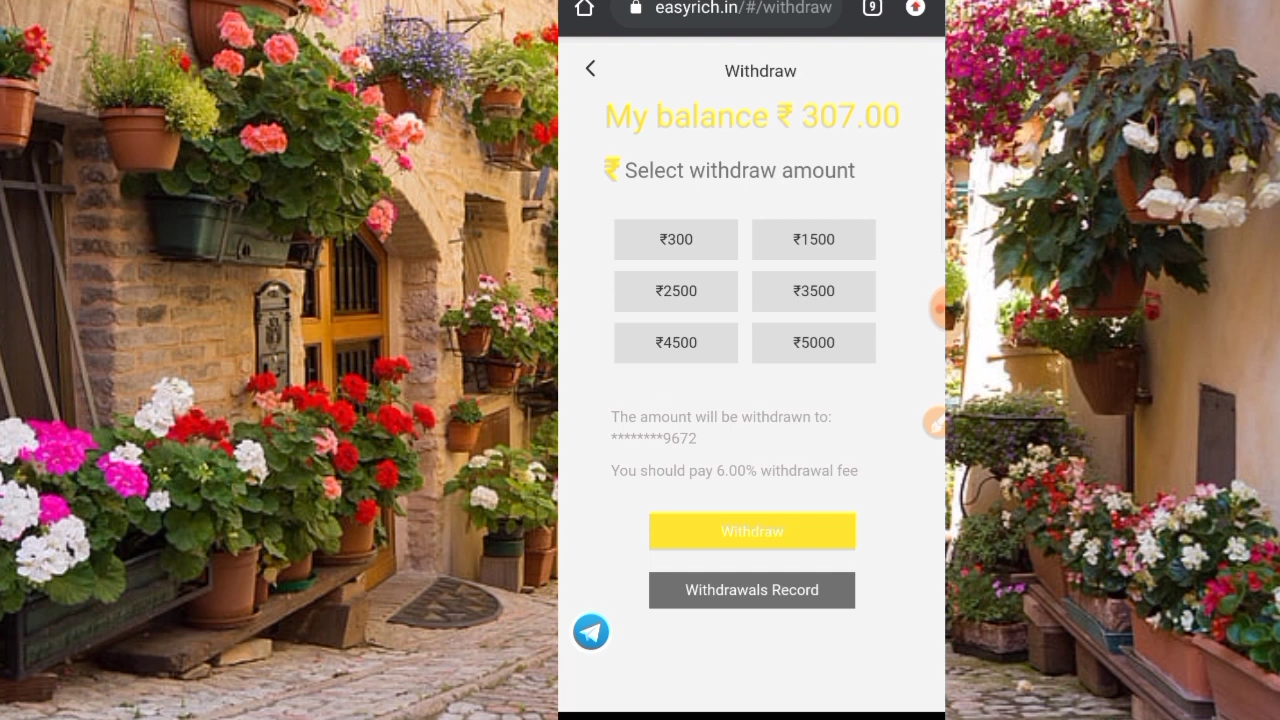 easyrich.in/#/withdraw
9
Withdraw
My balance ₹ 307.00
₹ Select withdraw amount
₹300
₹1500
₹2500
₹3500
₹4500
₹5000
The amount will be withdrawn to:
********9672
You should pay 6.00% withdrawal fee
Withdraw
Withdrawals Record